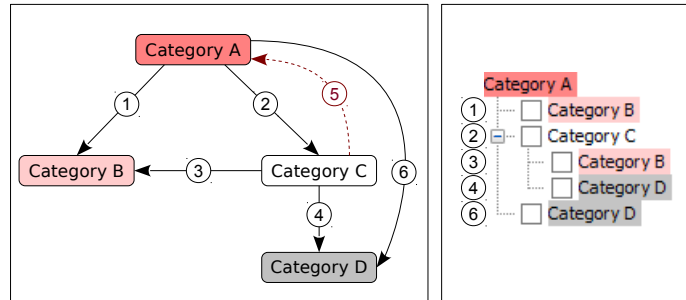 Category A
1
2
5
6
Category B
3
Category C
4
Category D
Category A
1 Category B
2 Category C
3 Category B
4 Category D
6 Category D